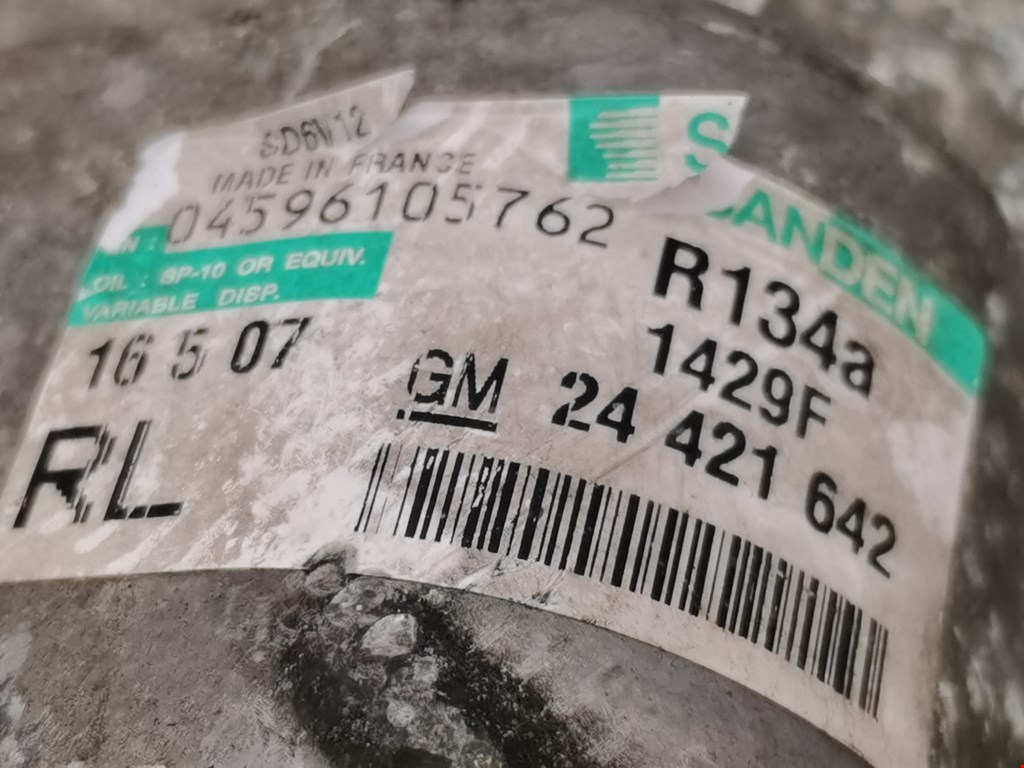 SD6V12
MADE IN FRANCE
04596105762
OIL : SP-10 OR EQUIV.
VARIABLE DISP.
16 5 07
RL
S
SANDEN
R134a
1429F
GM 24 421 642